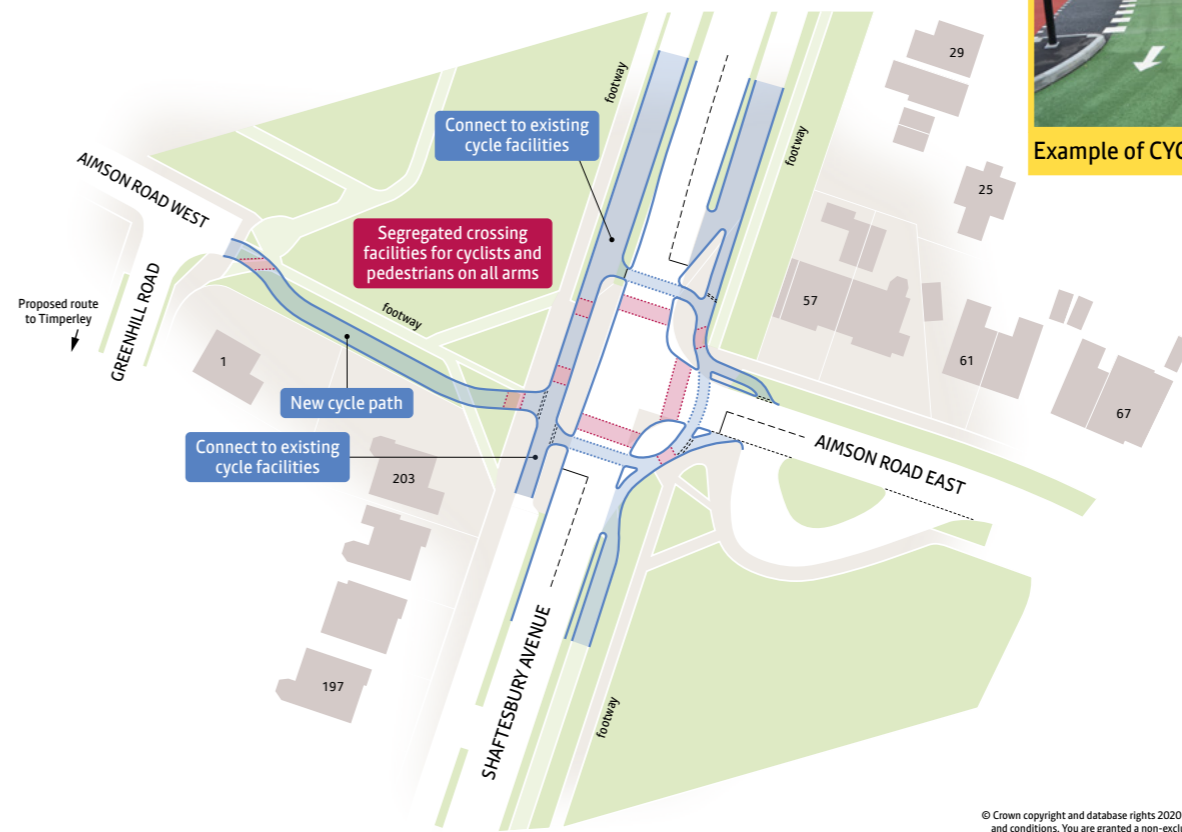 29
footway
Connect to existing
cycle facilities
footway
Example of CYC
AIMSON ROAD WEST
25
Segregated crossing
facilities for cyclists and
pedestrians on all arms
Proposed route
to Timperley
GREENHILL ROAD
footway
57
1
61
New cycle path
67
Connect to existing
cycle facilities
AIMSON ROAD EAST
203
SHAFTESBURY AVENUE
197
footway
© Crown copyright and database rights 2020
and conditions. You are granted a non-exclu